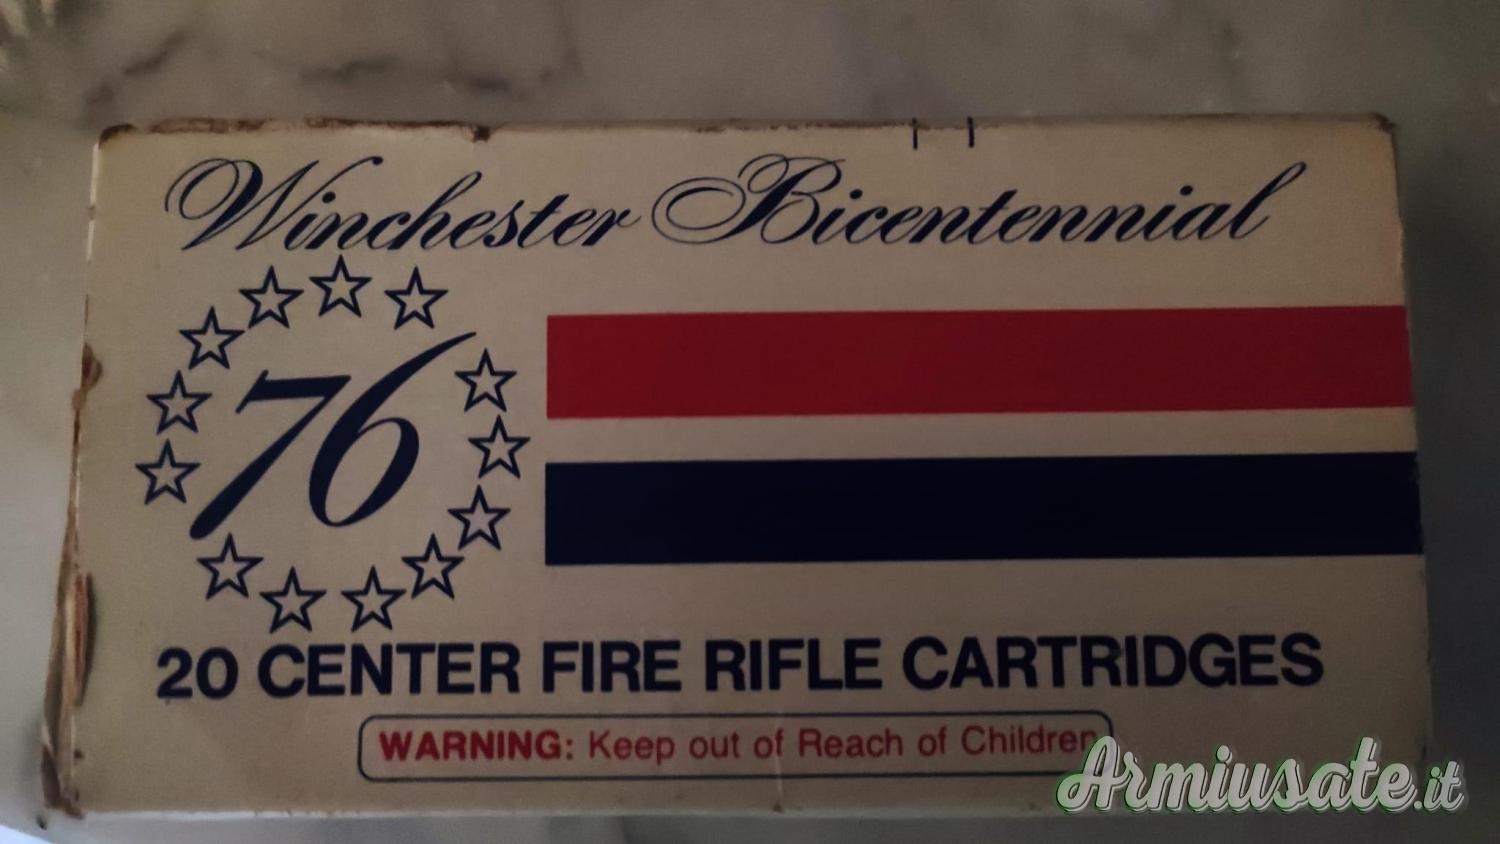 Winchester Bicentennial
76
20 CENTER FIRE RIFLE CARTRIDGES
WARNING: Keep out of Reach of Children
Armiusate.it